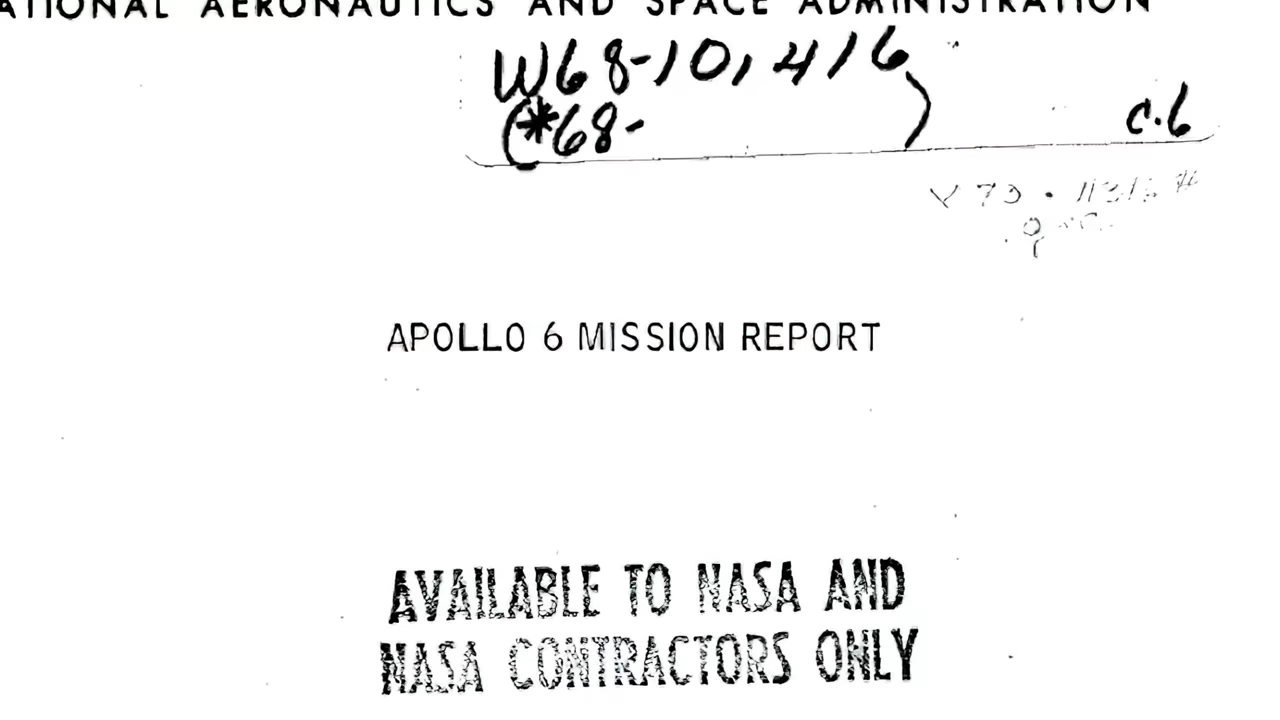 ATIONAL AERONAUTICS AND SPACE ADMINISTRATION
W68-10,416
(*68- ) c.6
APOLLO 6 MISSION REPORT
AVAILABLE TO NASA AND
NASA CONTRACTORS ONLY